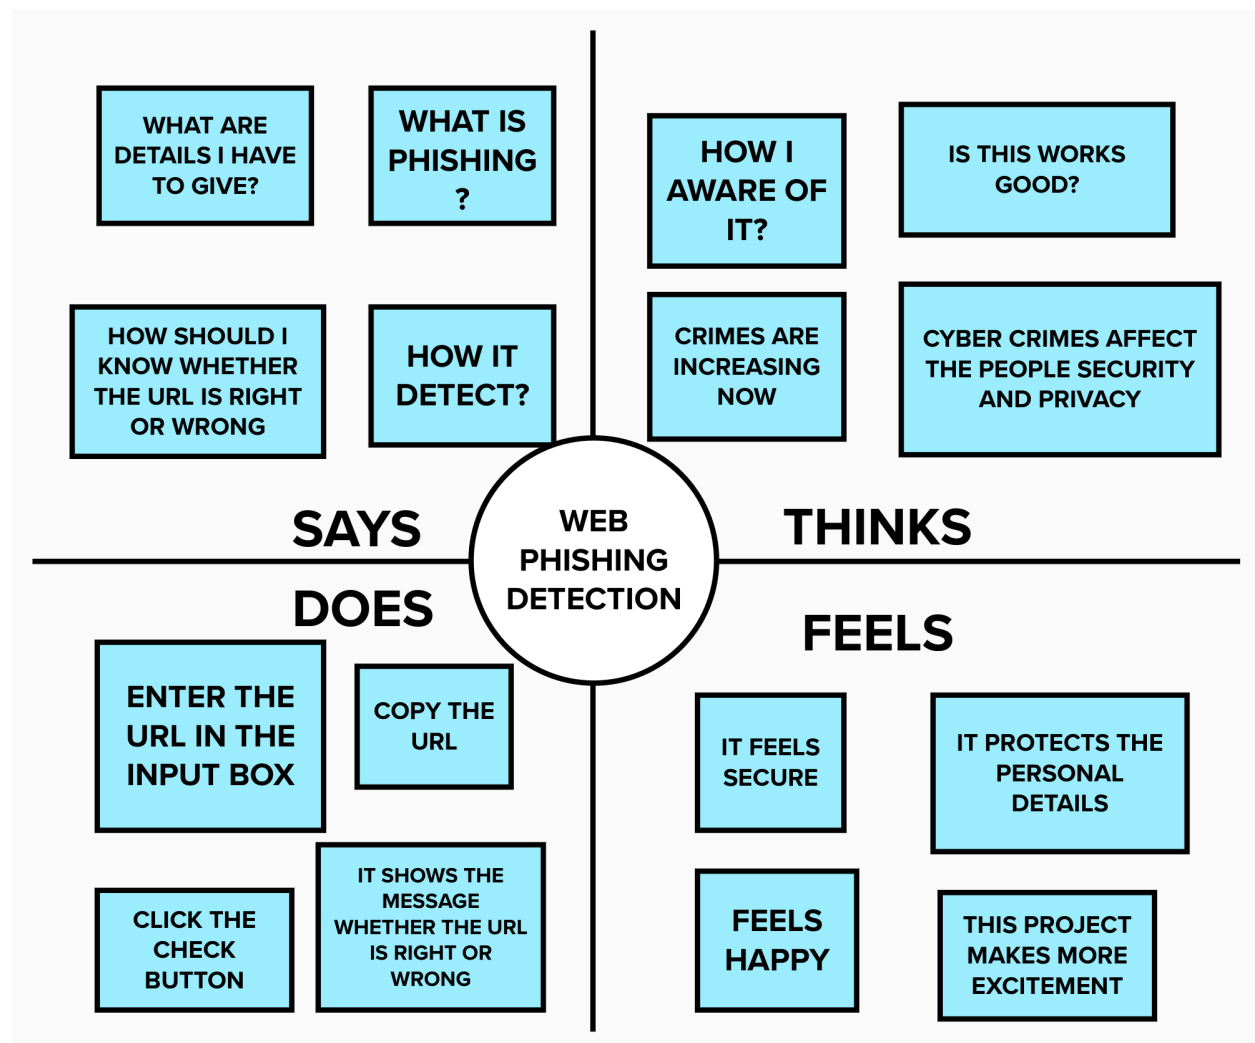 WHAT ARE
DETAILS I HAVE
TO GIVE?
WHAT IS
PHISHING
?
HOW SHOULD I
KNOW WHETHER
THE URL IS RIGHT
OR WRONG
HOW IT
DETECT?
SAYS
HOW I
AWARE OF
IT?
IS THIS WORKS
GOOD?
CRIMES ARE
INCREASING
NOW
CYBER CRIMES AFFECT
THE PEOPLE SECURITY
AND PRIVACY
THINKS
WEB
PHISHING
DETECTION
DOES
ENTER THE
URL IN THE
INPUT BOX
COPY THE
URL
CLICK THE
CHECK
BUTTON
IT SHOWS THE
MESSAGE
WHETHER THE URL
IS RIGHT OR
WRONG
FEELS
IT FEELS
SECURE
IT PROTECTS THE
PERSONAL
DETAILS
FEELS
HAPPY
THIS PROJECT
MAKES MORE
EXCITEMENT